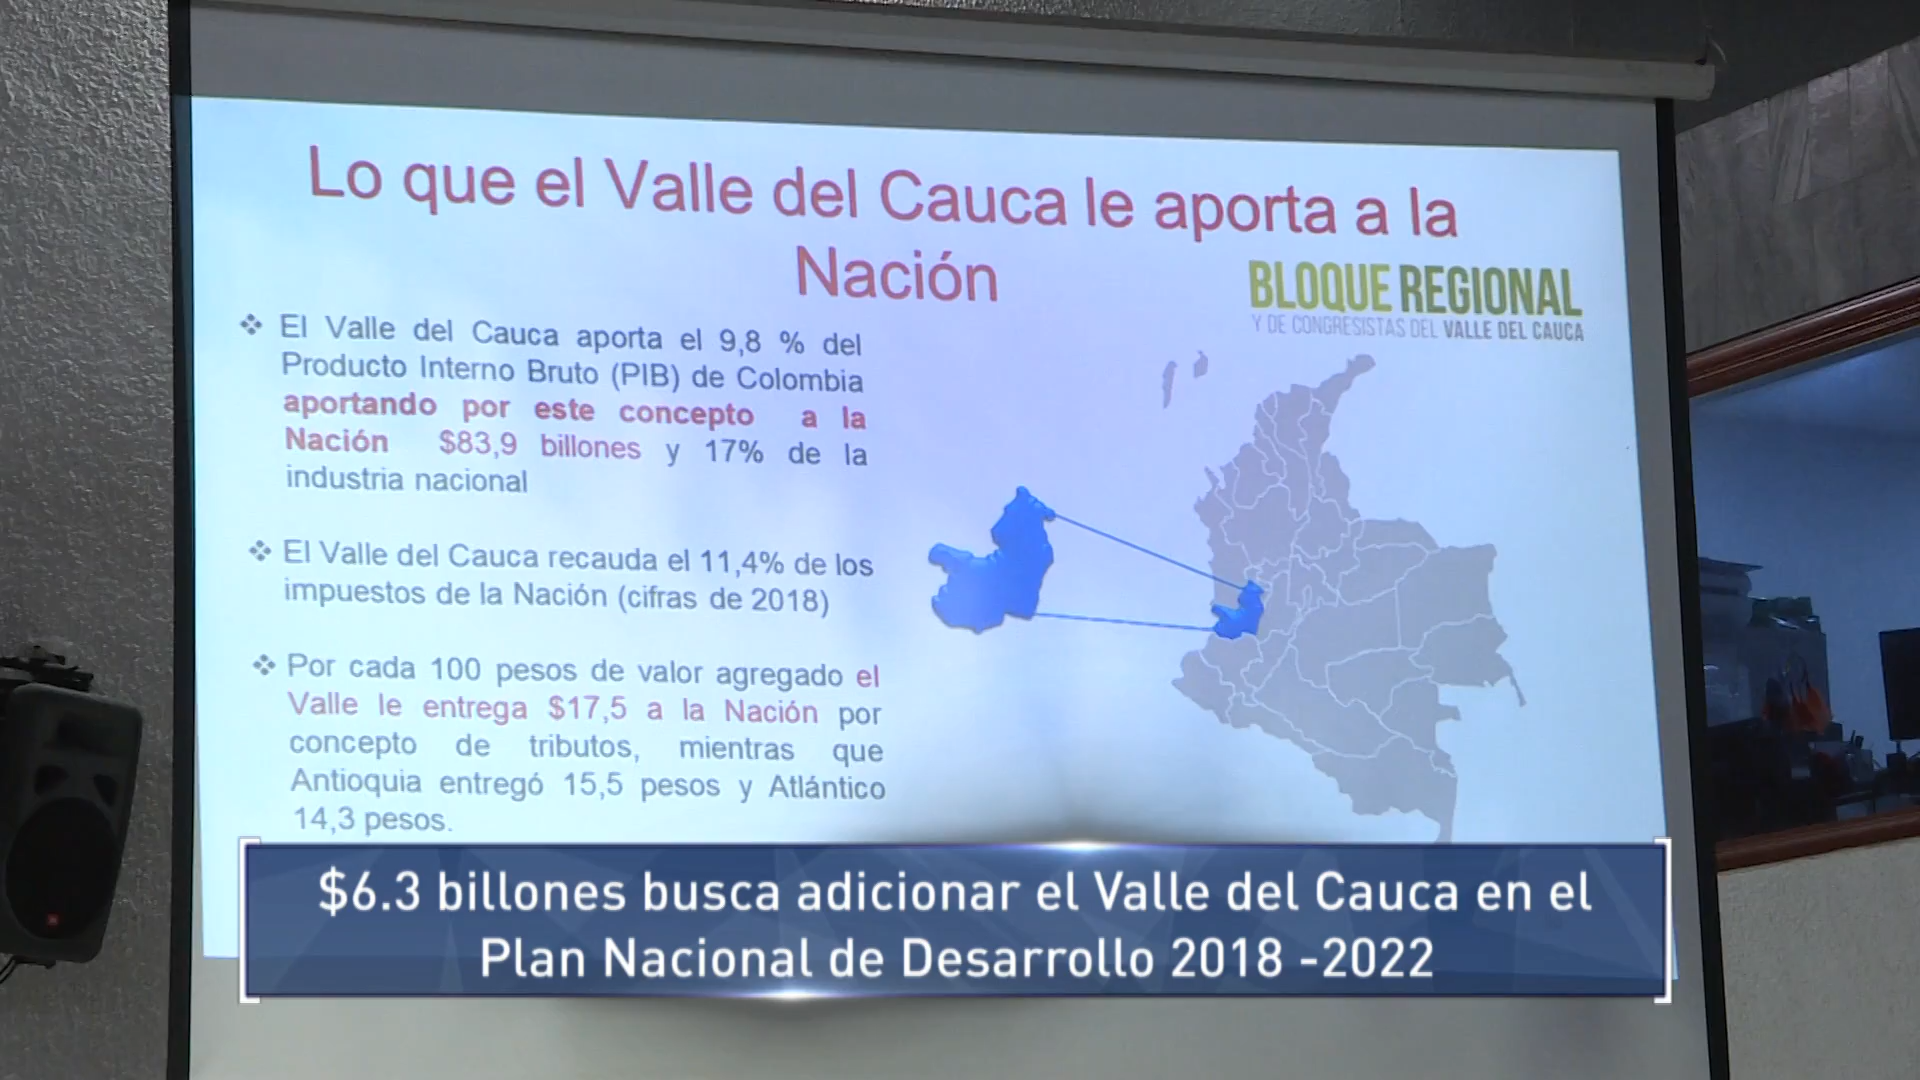 Lo que el Valle del Cauca le aporta a la
Nación
BLOQUE REGIONAL
Y DE CONGRESISTAS DEL VALLE DEL CAUCA
❖ El Valle del Cauca aporta el 9,8 % del
Producto Interno Bruto (PIB) de Colombia
aportando por este concepto a la
Nación $83,9 billones y 17% de la
industria nacional
❖ El Valle del Cauca recauda el 11,4% de los
impuestos de la Nación (cifras de 2018)
❖ Por cada 100 pesos de valor agregado el
Valle le entrega $17,5 a la Nación por
concepto de tributos, mientras que
Antioquia entregó 15,5 pesos y Atlántico
14,3 pesos.
$6.3 billones busca adicionar el Valle del Cauca en el
Plan Nacional de Desarrollo 2018 -2022